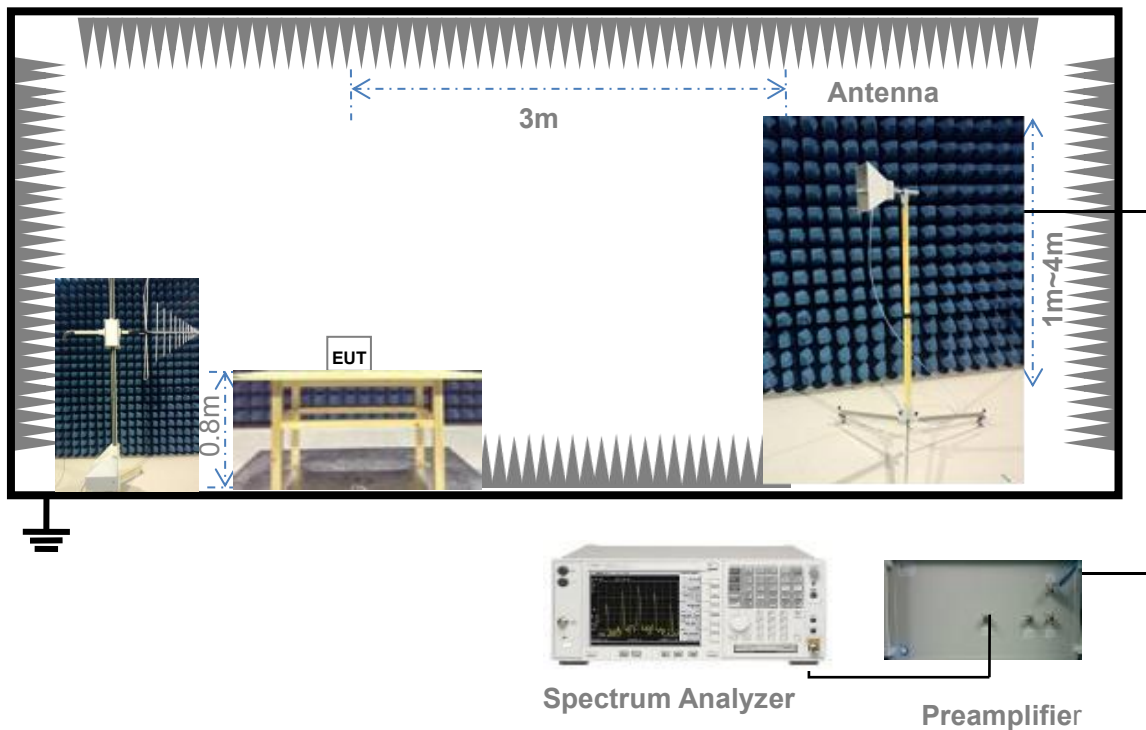 Antenna
3m
1m~4m
EUT
0.8m
Spectrum Analyzer
Preamplifier